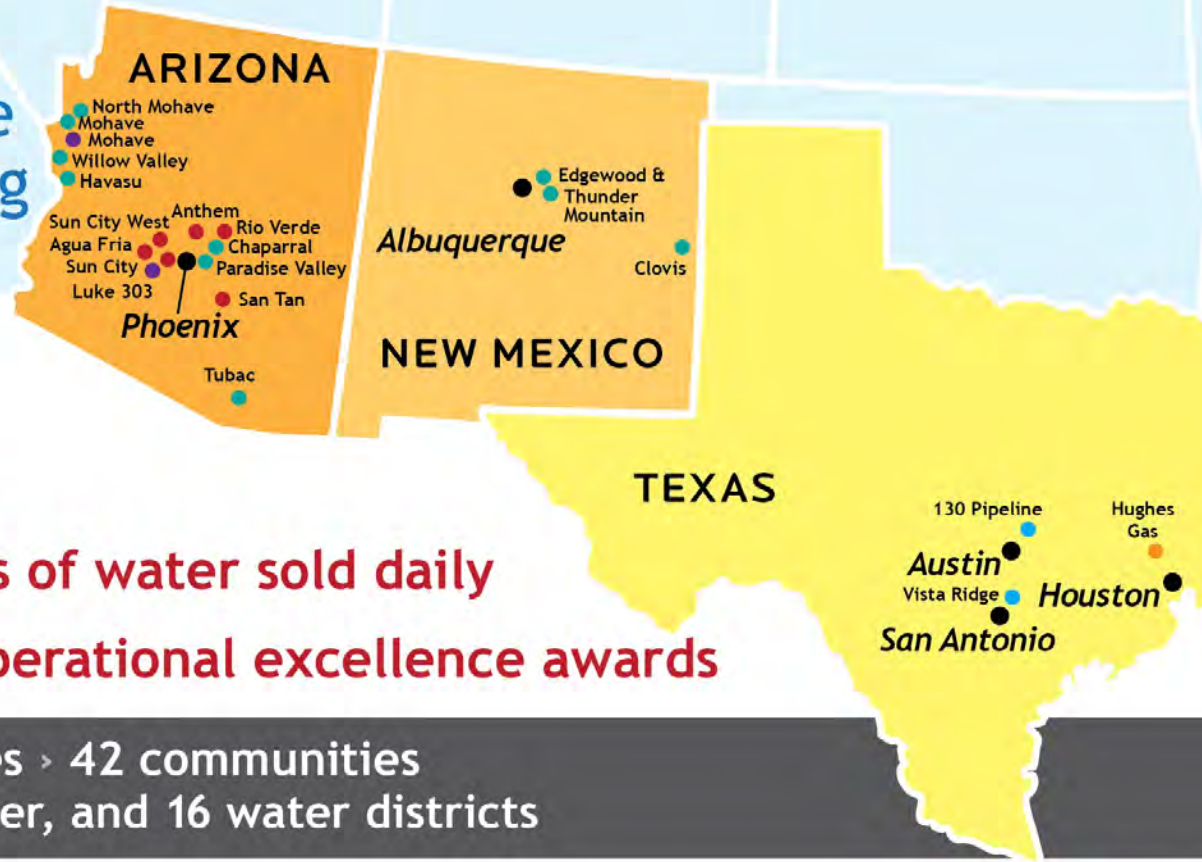 ARIZONA
North Mohave
Mohave
Mohave
Willow Valley
Havasu
Anthem
Sun City West
Rio Verde
Agua Fria
Chaparral
Sun City
Paradise Valley
Luke 303
San Tan
Phoenix
Tubac
Edgewood &
Thunder
Mountain
Albuquerque
Clovis
NEW MEXICO
TEXAS
130 Pipeline
Hughes
Gas
Austin
Vista Ridge
Houston
San Antonio
e
g
s of water sold daily
perational excellence awards
es › 42 communities
er, and 16 water districts